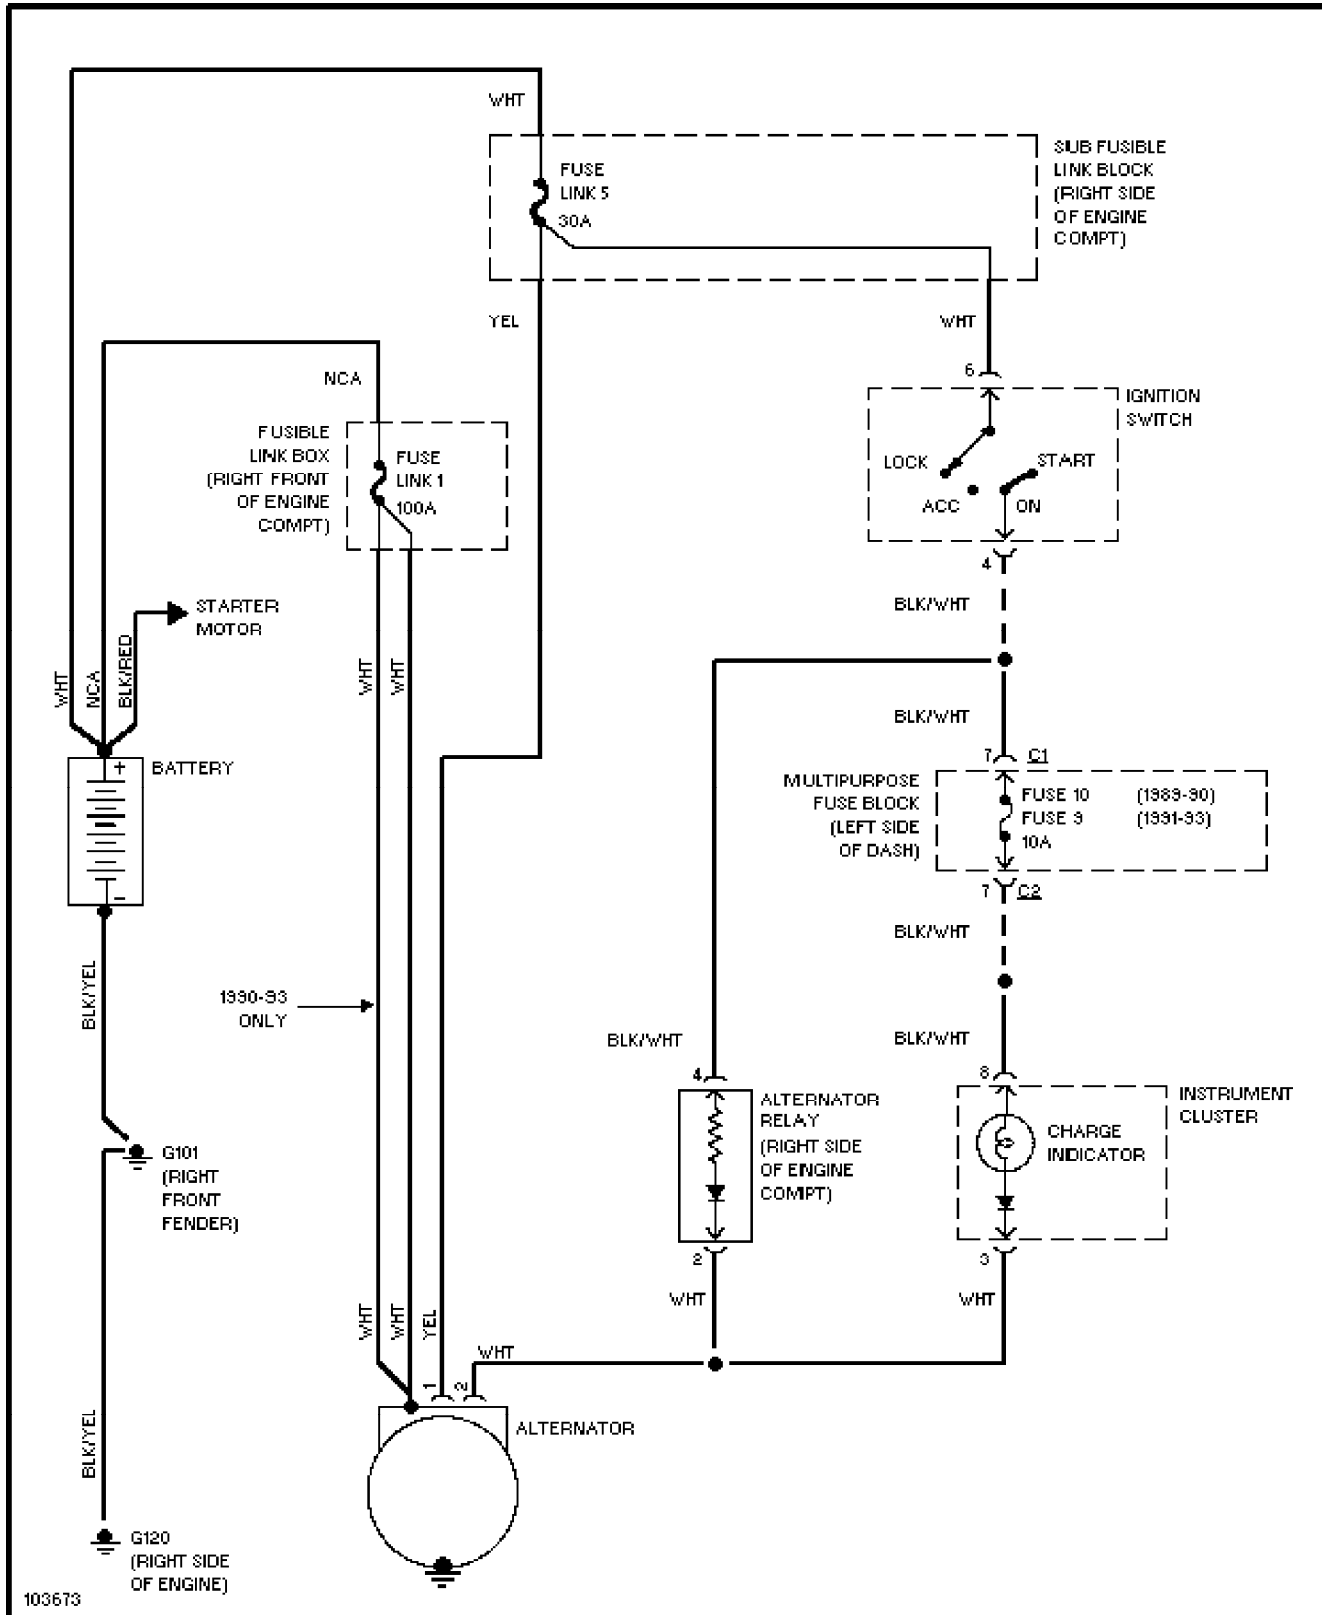 WHT
SUB FUSIBLE
LINK BLOCK
(RIGHT SIDE
OF ENGINE
COMPT)
FUSE
LINK 5
30A
YEL
WHT
NCA
6
IGNITION
SWITCH
FUSIBLE
LINK BOX
(RIGHT FRONT
OF ENGINE
COMPT)
FUSE
LINK 1
100A
LOCK
START
ACC
ON
4
BLK/WHT
STARTER
MOTOR
WHT
NCA
BLK/RED
WHT
WHT
BLK/WHT
7 C1
BATTERY
+
-
MULTIPURPOSE
FUSE BLOCK
(LEFT SIDE
OF DASH)
FUSE 10 (1989-90)
FUSE 9 (1991-93)
10A
7 C2
BLK/WHT
BLK/YEL
1990-93
ONLY
BLK/WHT
BLK/WHT
4
8
ALTERNATOR
RELAY
(RIGHT SIDE
OF ENGINE
COMPT)
INSTRUMENT
CLUSTER
CHARGE
INDICATOR
G101
(RIGHT
FRONT
FENDER)
2
3
WHT
WHT
WHT
WHT
YEL
WHT
1
2
ALTERNATOR
BLK/YEL
G120
(RIGHT SIDE
OF ENGINE)
103673